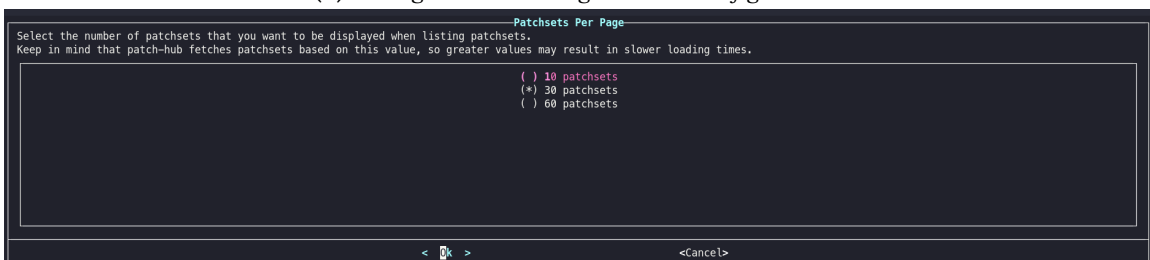 Patchsets Per Page
Select the number of patchsets that you want to be displayed when listing patchsets.
Keep in mind that patch-hub fetches patchsets based on this value, so greater values may result in slower loading times.
( ) 10 patchsets
(*) 30 patchsets
( ) 60 patchsets
< Ok > <Cancel>